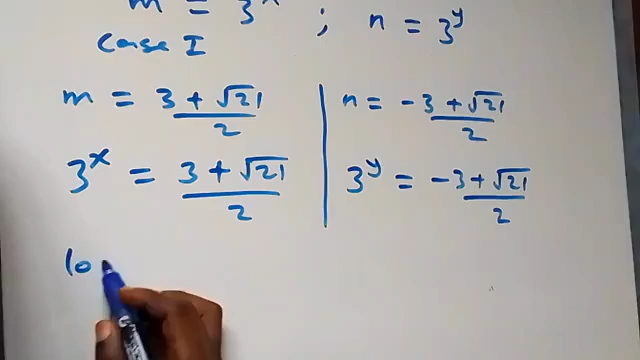 m = 3^x ; n = 3^y
Case I
m = (3 + √21)/2
n = (-3 + √21)/2
3^x = (3 + √21)/2
3^y = (-3 + √21)/2
lo